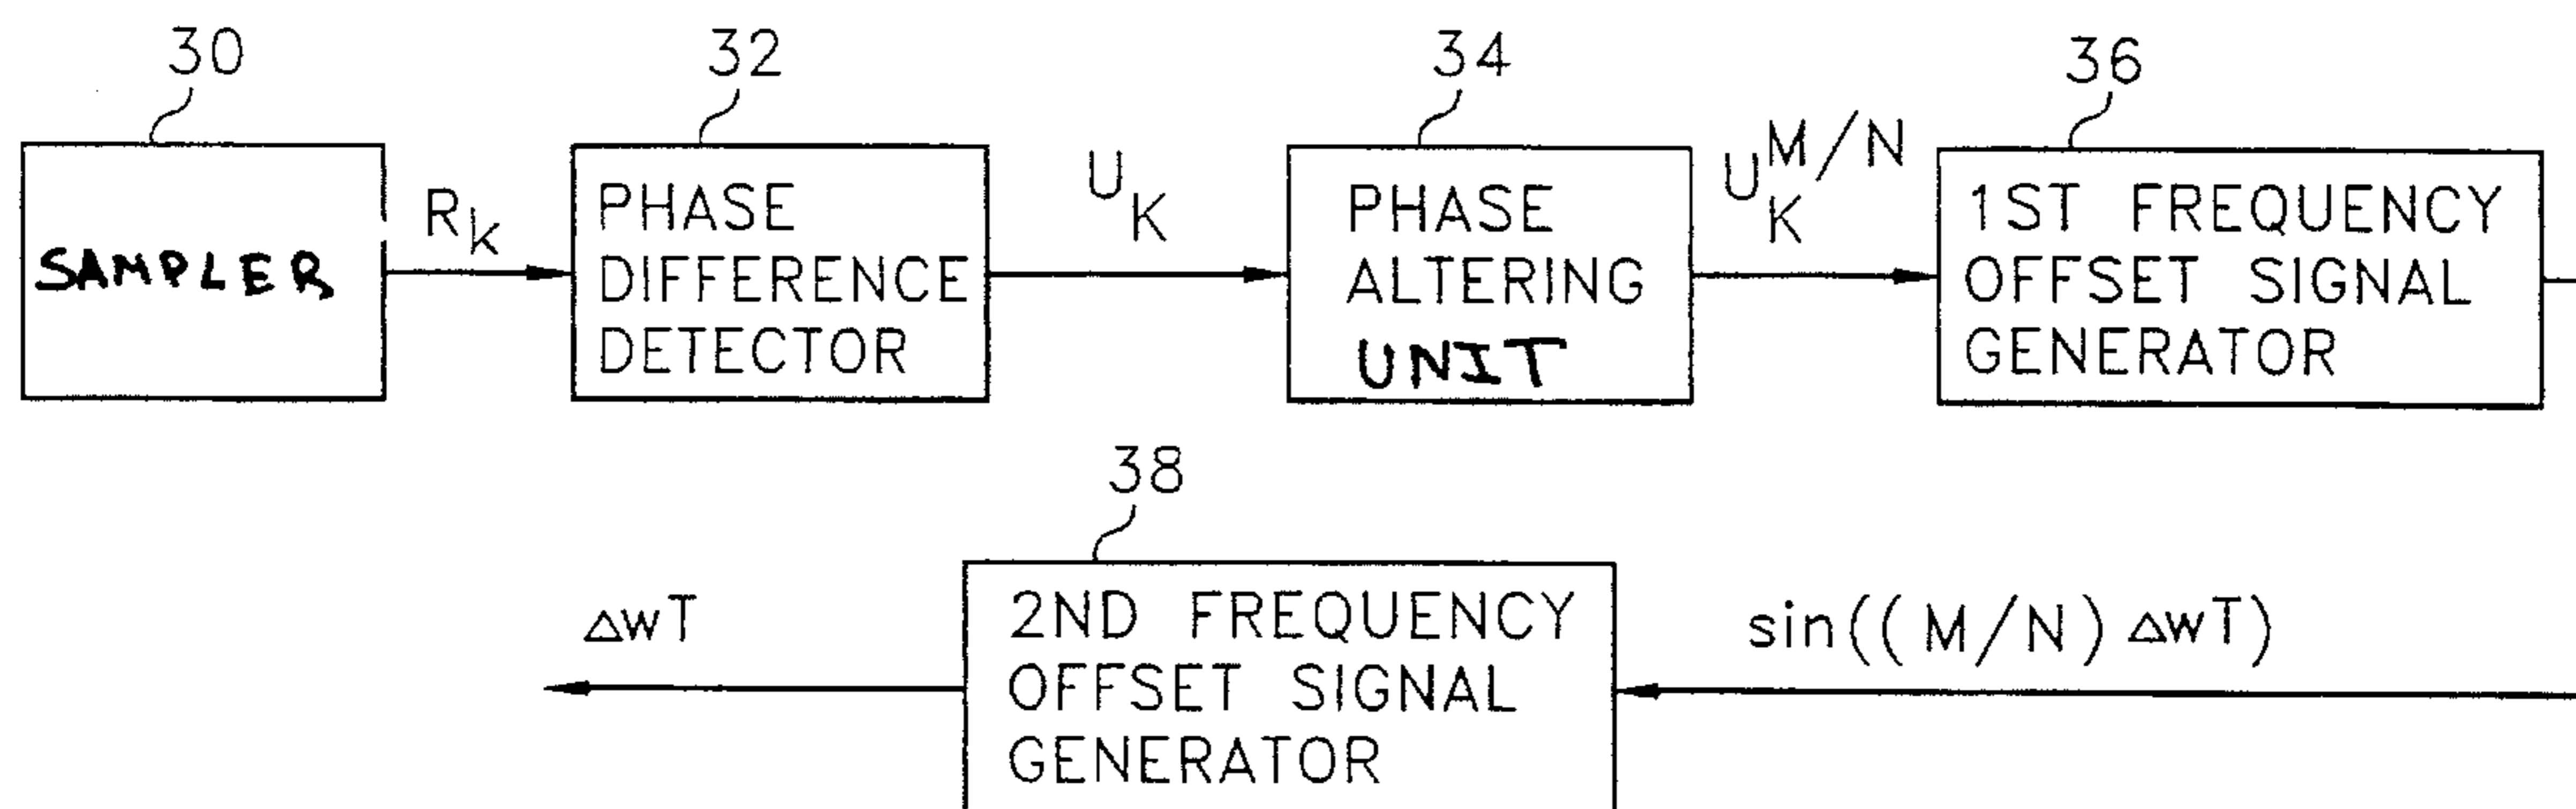 30
32
34
36
SAMPLER
R_k
PHASE
DIFFERENCE
DETECTOR
U_K
PHASE
ALTERING
UNIT
U_K^M/N
1ST FREQUENCY
OFFSET SIGNAL
GENERATOR
38
ΔwT
2ND FREQUENCY
OFFSET SIGNAL
GENERATOR
sin((M/N) ΔwT)